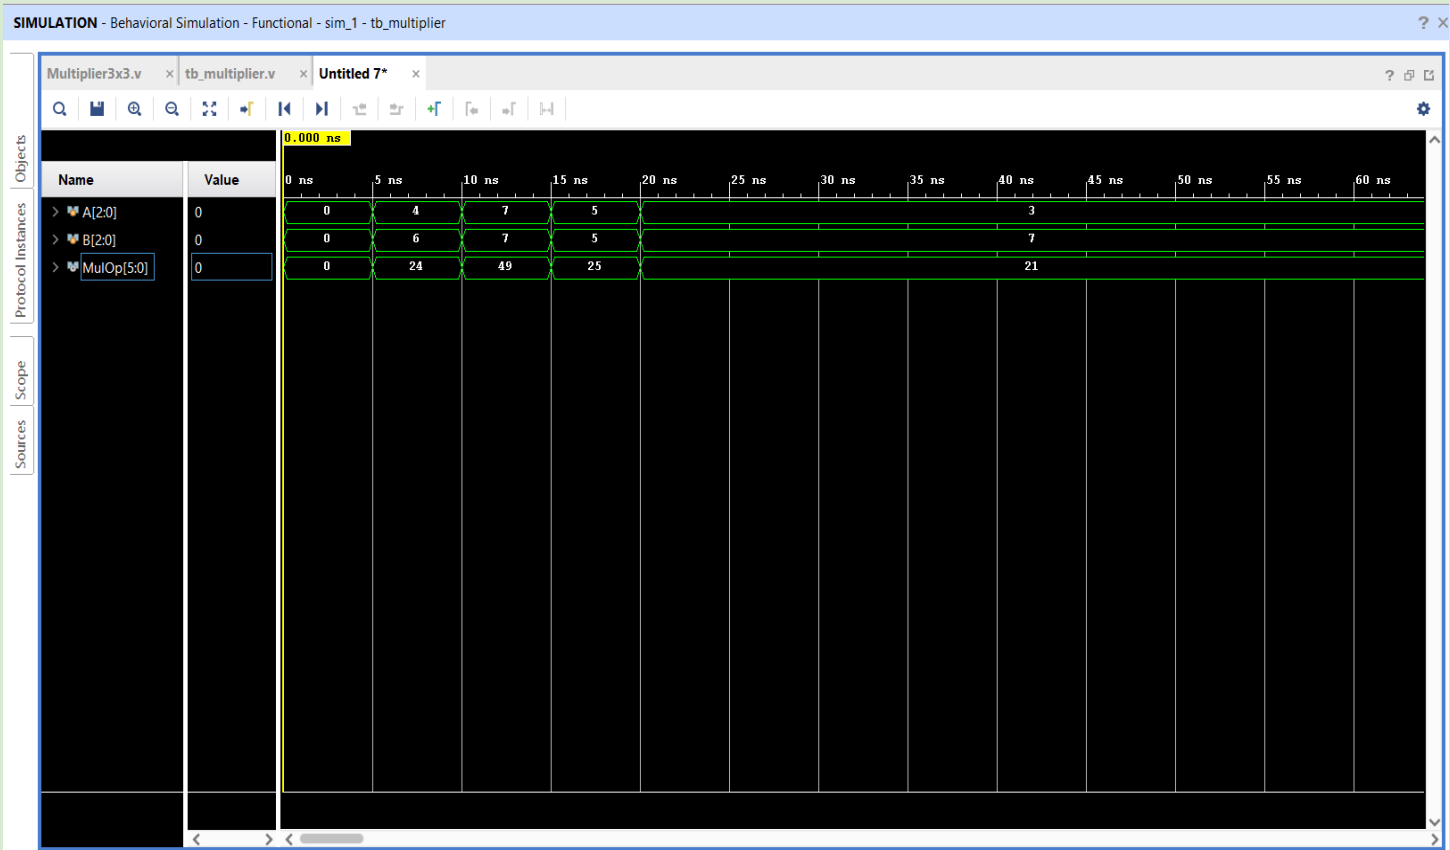 SIMULATION - Behavioral Simulation - Functional - sim_1 - tb_multiplier ? ×
Multiplier3x3.v × tb_multiplier.v × Untitled 7* × ?
0.000 ns
Name Value 0 ns 5 ns 10 ns 15 ns 20 ns 25 ns 30 ns 35 ns 40 ns 45 ns 50 ns 55 ns 60 ns
A[2:0] 0 0 4 7 5 3
B[2:0] 0 0 6 7 5 7
MulOp[5:0] 0 0 24 49 25 21
Objects
Protocol Instances
Scope
Sources